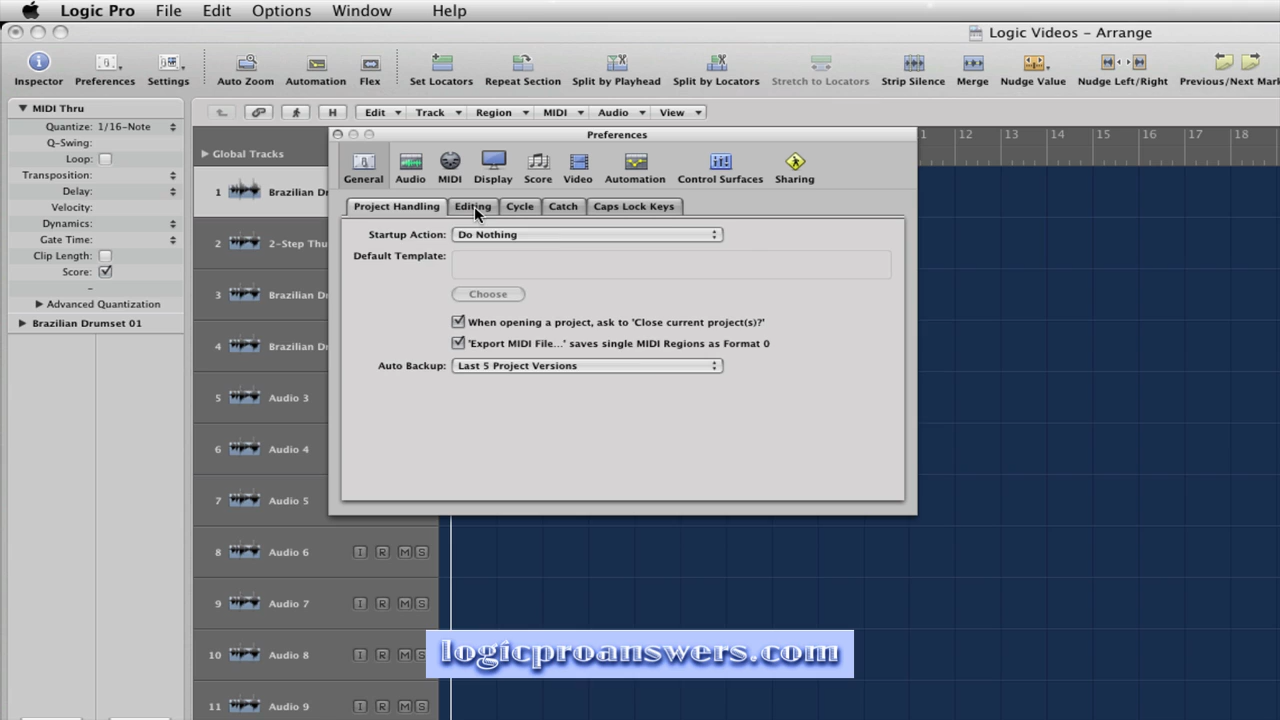 Logic Pro File Edit Options Window Help
Logic Videos – Arrange
Inspector Preferences Settings Auto Zoom Automation Flex Set Locators Repeat Section Split by Playhead Split by Locators Stretch to Locators Strip Silence Merge Nudge Value Nudge Left/Right Previous/Next Mar
MIDI Thru
Quantize: 1/16-Note
Q-Swing:
Loop:
Transposition:
Delay:
Velocity:
Dynamics:
Gate Time:
Clip Length:
Score:
–
Advanced Quantization
Brazilian Drumset 01
H Edit Track Region MIDI Audio View
Global Tracks
1 12 13 14 15 16 17 18
1 Brazilian Dr
2 2-Step Thu
3 Brazilian Dr
4 Brazilian Dr
5 Audio 3
6 Audio 4
7 Audio 5
8 Audio 6 I R M S
9 Audio 7 I R M S
10 Audio 8 I R M S
11 Audio 9 I R M S
Preferences
General Audio MIDI Display Score Video Automation Control Surfaces Sharing
Project Handling Editing Cycle Catch Caps Lock Keys
Startup Action: Do Nothing
Default Template:
Choose
When opening a project, ask to 'Close current project(s)?'
'Export MIDI File...' saves single MIDI Regions as Format 0
Auto Backup: Last 5 Project Versions
logicproanswers.com